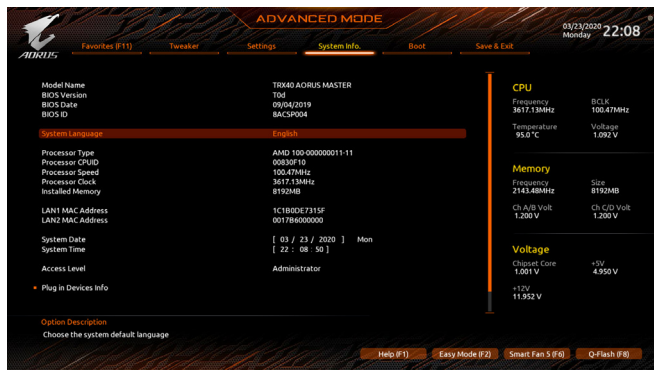 ADVANCED MODE
03/23/2020 Monday 22:08
AORUS
Favorites (F11) Tweaker Settings System Info. Boot Save & Exit
Model Name TRX40 AORUS MASTER
BIOS Version T0d
BIOS Date 09/04/2019
BIOS ID 8ACSP004
System Language English
Processor Type AMD 100-000000011-11
Processor CPUID 00830F10
Processor Speed 100.47MHz
Processor Clock 3617.13MHz
Installed Memory 8192MB
LAN1 MAC Address 1C1B0DE7315F
LAN2 MAC Address 0017B6000000
System Date [ 03 / 23 / 2020 ] Mon
System Time [ 22 : 08 : 50 ]
Access Level Administrator
Plug in Devices Info
CPU
Frequency BCLK
3617.13MHz 100.47MHz
Temperature Voltage
95.0 °C 1.092 V
Memory
Frequency Size
2143.48MHz 8192MB
Ch A/B Volt Ch C/D Volt
1.200 V 1.200 V
Voltage
Chipset Core +5V
1.001 V 4.950 V
+12V
11.952 V
Option Description
Choose the system default language
Help (F1) Easy Mode (F2) Smart Fan 5 (F6) Q-Flash (F8)